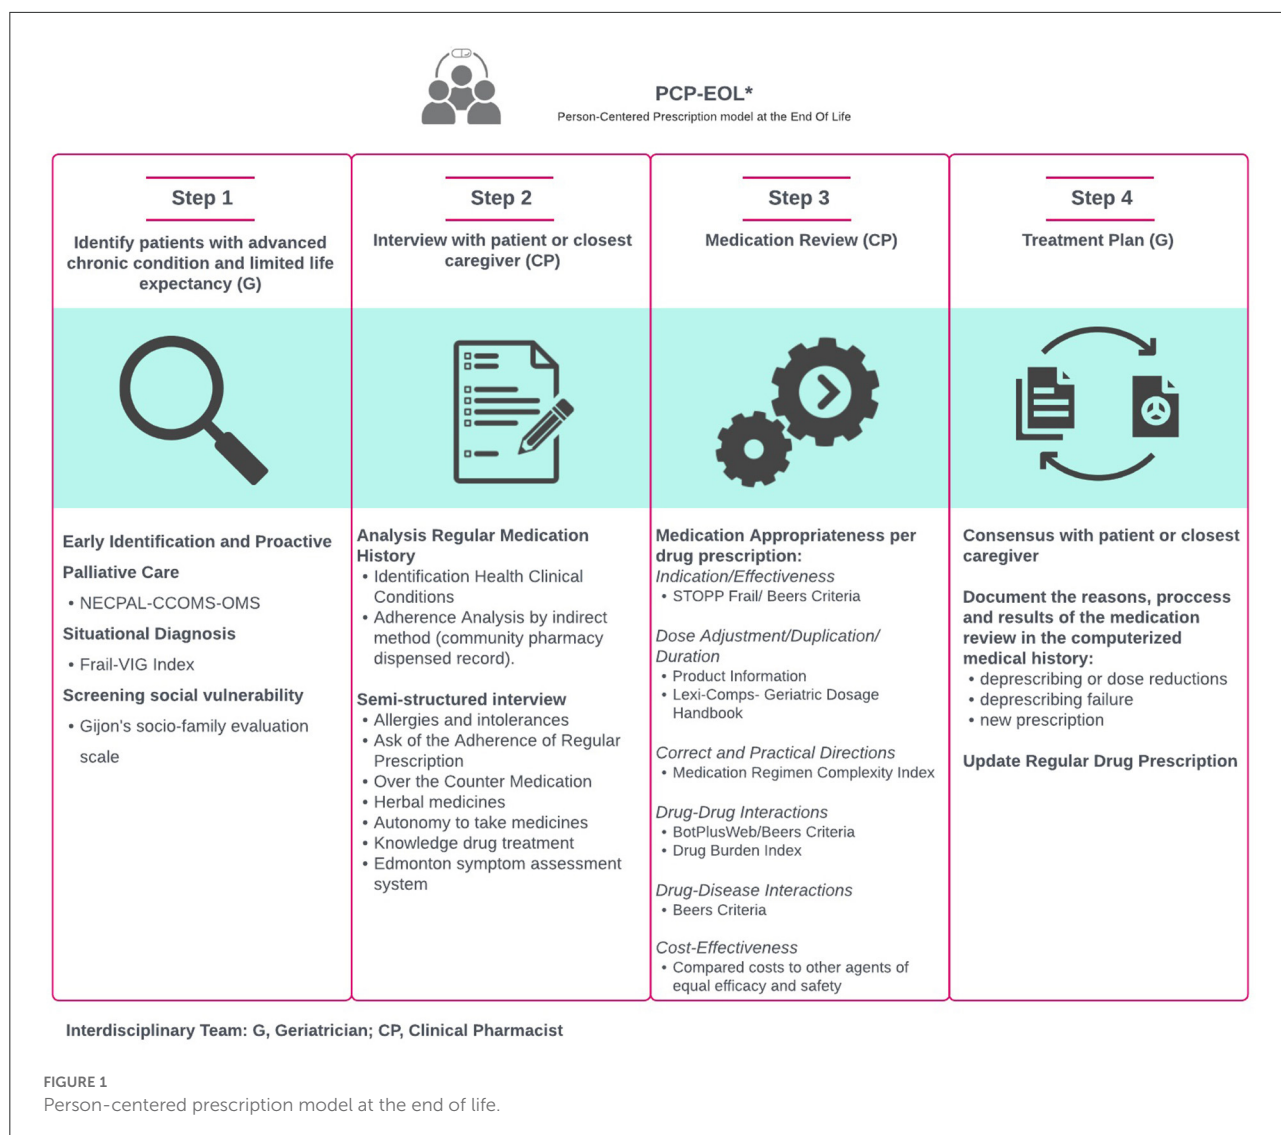 PCP-EOL*
Person-Centered Prescription model at the End Of Life
Step 1
Identify patients with advanced
chronic condition and limited life
expectancy (G)
Early Identification and Proactive
Palliative Care
• NECPAL-CCOMS-OMS
Situational Diagnosis
• Frail-VIG Index
Screening social vulnerability
• Gijon's socio-family evaluation
scale
Step 2
Interview with patient or closest
caregiver (CP)
Analysis Regular Medication
History
• Identification Health Clinical
Conditions
• Adherence Analysis by indirect
method (community pharmacy
dispensed record).
Semi-structured interview
• Allergies and intolerances
• Ask of the Adherence of Regular
Prescription
• Over the Counter Medication
• Herbal medicines
• Autonomy to take medicines
• Knowledge drug treatment
• Edmonton symptom assessment
system
Step 3
Medication Review (CP)
Medication Appropriateness per
drug prescription:
Indication/Effectiveness
• STOPP Frail/ Beers Criteria
Dose Adjustment/Duplication/
Duration
• Product Information
• Lexi-Comps- Geriatric Dosage
Handbook
Correct and Practical Directions
• Medication Regimen Complexity Index
Drug-Drug Interactions
• BotPlusWeb/Beers Criteria
• Drug Burden Index
Drug-Disease Interactions
• Beers Criteria
Cost-Effectiveness
• Compared costs to other agents of
equal efficacy and safety
Step 4
Treatment Plan (G)
Consensus with patient or closest
caregiver
Document the reasons, proccess
and results of the medication
review in the computerized
medical history:
• deprescribing or dose reductions
• deprescribing failure
• new prescription
Update Regular Drug Prescription
Interdisciplinary Team: G, Geriatrician; CP, Clinical Pharmacist
FIGURE 1
Person-centered prescription model at the end of life.